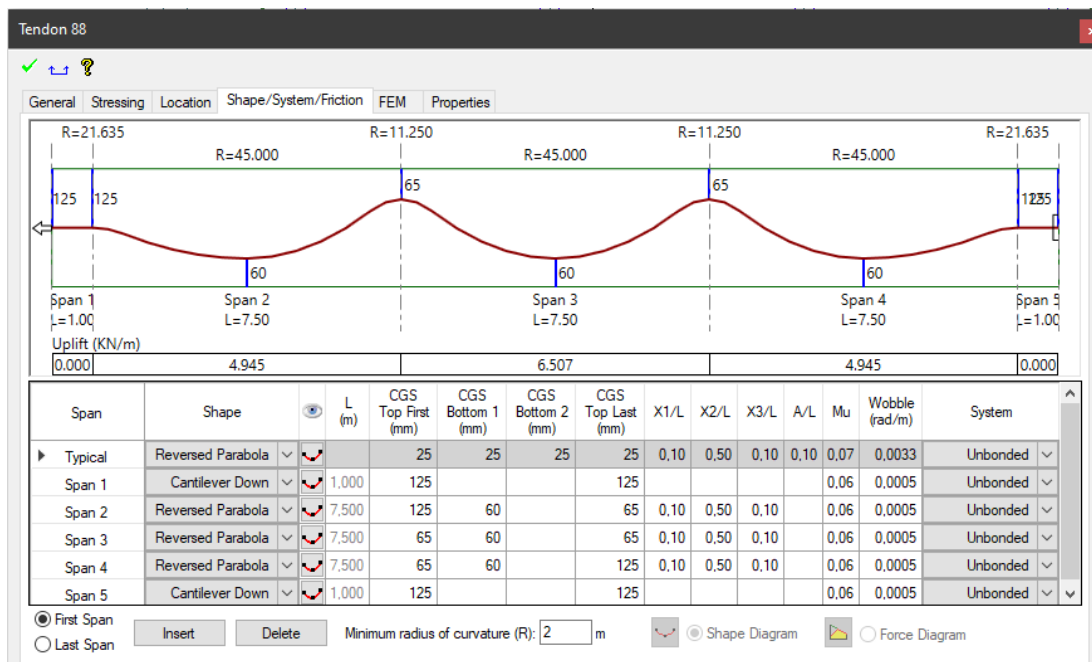 Tendon 88
General Stressing Location Shape/System/Friction FEM Properties
R=21.635 R=11.250 R=11.250 R=21.635
R=45.000 R=45.000 R=45.000
65 65
125 125 125
60 60 60
Span 1 Span 2 Span 3 Span 4 Span 5
L=1.00 L=7.50 L=7.50 L=7.50 L=1.00
Uplift (KN/m)
0.000 4.945 6.507 4.945 0.000
Span Shape L (m) CGS Top First (mm) CGS Bottom 1 (mm) CGS Bottom 2 (mm) CGS Top Last (mm) X1/L X2/L X3/L A/L Mu Wobble (rad/m) System
Typical Reversed Parabola 25 25 25 25 0,10 0,50 0,10 0,10 0,07 0,0033 Unbonded
Span 1 Cantilever Down 1,000 125 125 0,06 0,0005 Unbonded
Span 2 Reversed Parabola 7,500 125 60 65 0,10 0,50 0,10 0,06 0,0005 Unbonded
Span 3 Reversed Parabola 7,500 65 60 65 0,10 0,50 0,10 0,06 0,0005 Unbonded
Span 4 Reversed Parabola 7,500 65 60 125 0,10 0,50 0,10 0,06 0,0005 Unbonded
Span 5 Cantilever Down 1,000 125 125 0,06 0,0005 Unbonded
First Span
Last Span
Insert Delete Minimum radius of curvature (R): 2 m Shape Diagram Force Diagram